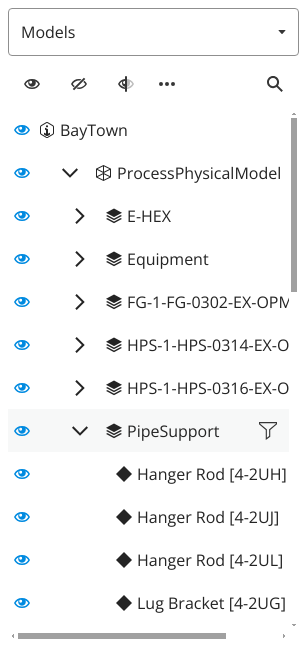 Models
BayTown
ProcessPhysicalModel
E-HEX
Equipment
FG-1-FG-0302-EX-OPM
HPS-1-HPS-0314-EX-O
HPS-1-HPS-0316-EX-O
PipeSupport
Hanger Rod [4-2UH]
Hanger Rod [4-2UJ]
Hanger Rod [4-2UL]
Lug Bracket [4-2UG]